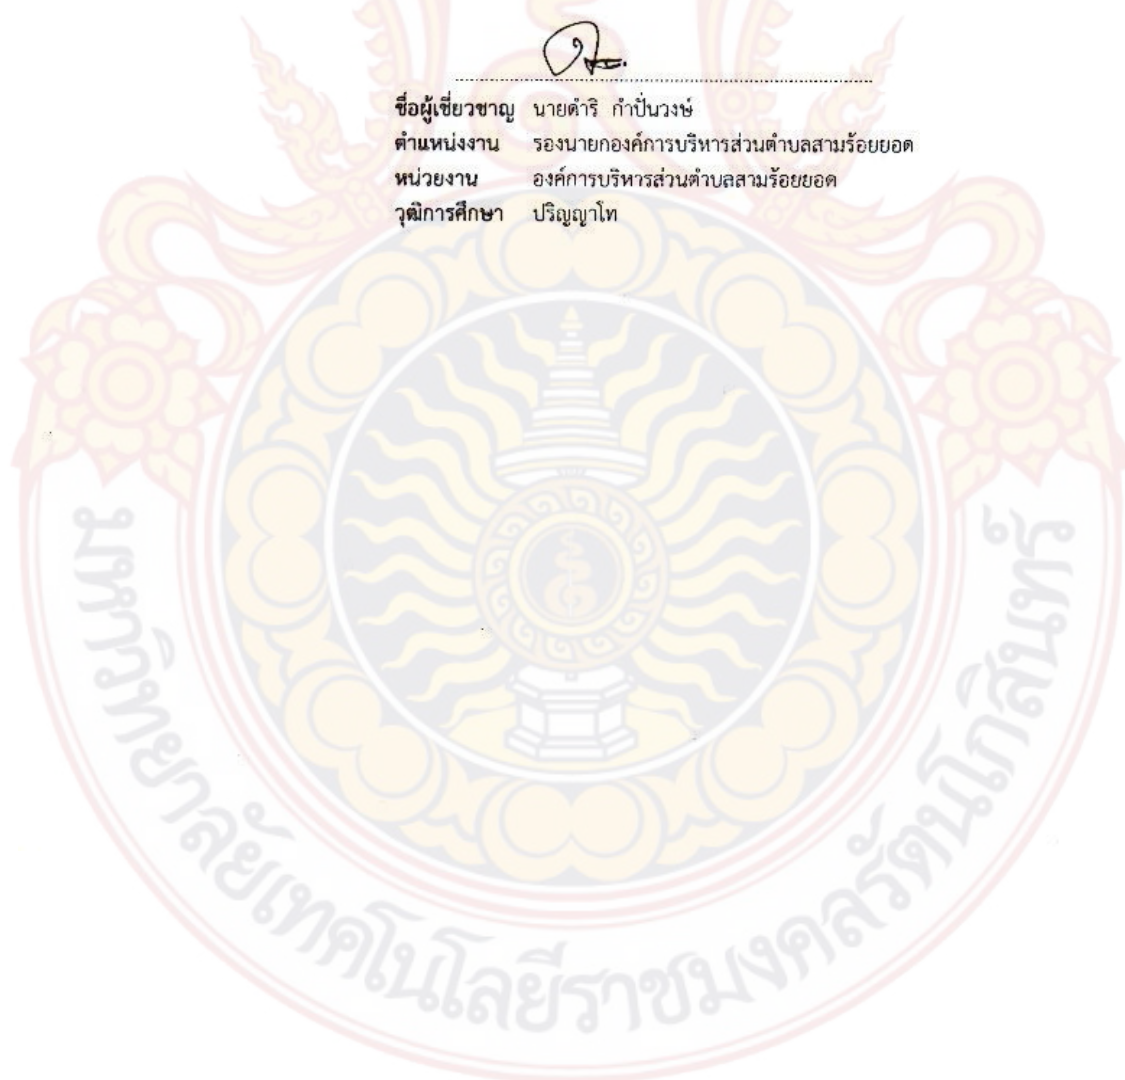 ชื่อผู้เชี่ยวชาญ นายดำริ กำปั่นวงษ์
ตำแหน่งงาน รองนายกองค์การบริหารส่วนตำบลสามร้อยยอด
หน่วยงาน องค์การบริหารส่วนตำบลสามร้อยยอด
วุฒิการศึกษา ปริญญาโท
มหาวิทยาลัยเทคโนโลยีราชมงคลรัตนโกสินทร์